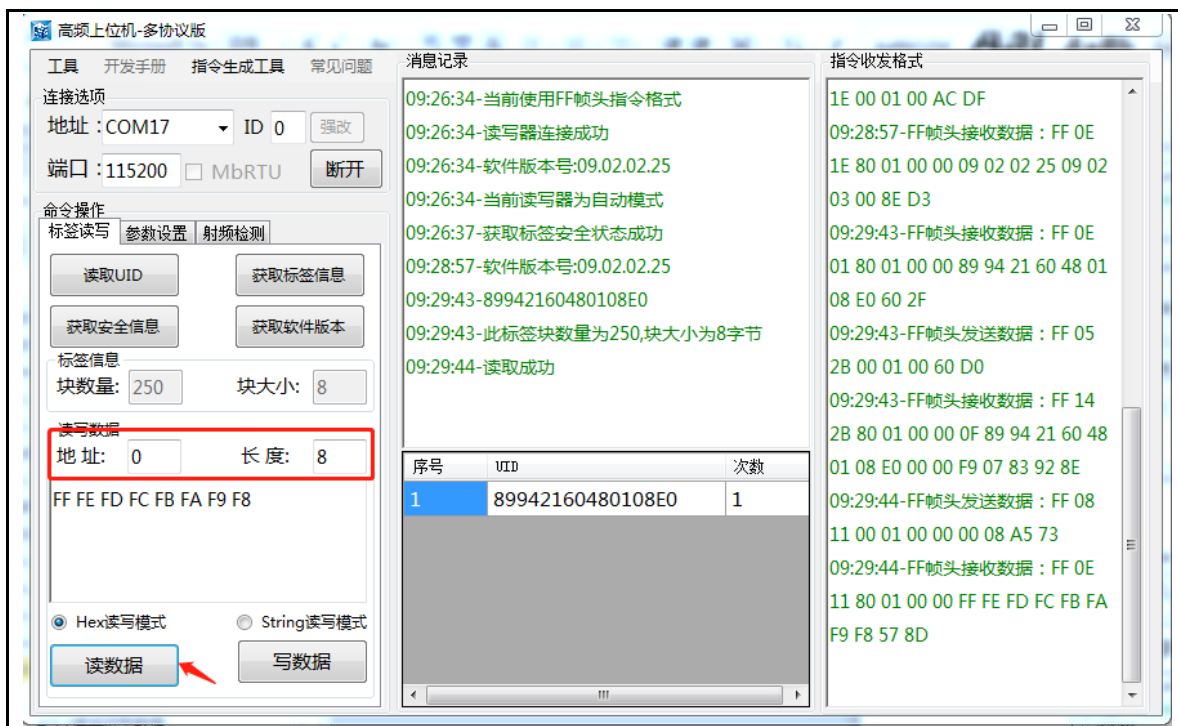 高频上位机-多协议版
工具 开发手册 指令生成工具 常见问题
连接选项
地址：COM17 ID 0 强改
端口：115200 MbRTU 断开
命令操作
标签读写 参数设置 射频检测
读取UID 获取标签信息
获取安全信息 获取软件版本
标签信息
块数量: 250 块大小: 8
读写数据
地 址: 0 长 度: 8
FF FE FD FC FB FA F9 F8
Hex读写模式 String读写模式
读数据 写数据
消息记录
09:26:34-当前使用FF帧头指令格式
09:26:34-读写器连接成功
09:26:34-软件版本号:09.02.02.25
09:26:34-当前读写器为自动模式
09:26:37-获取标签安全状态成功
09:28:57-软件版本号:09.02.02.25
09:29:43-89942160480108E0
09:29:43-此标签块数量为250,块大小为8字节
09:29:44-读取成功
序号 UID 次数
1 89942160480108E0 1
指令收发格式
1E 00 01 00 AC DF
09:28:57-FF帧头接收数据：FF 0E
1E 80 01 00 00 09 02 02 25 09 02
03 00 8E D3
09:29:43-FF帧头接收数据：FF 0E
01 80 01 00 00 89 94 21 60 48 01
08 E0 60 2F
09:29:43-FF帧头发送数据：FF 05
2B 00 01 00 60 D0
09:29:43-FF帧头接收数据：FF 14
2B 80 01 00 00 0F 89 94 21 60 48
01 08 E0 00 00 F9 07 83 92 8E
09:29:44-FF帧头发送数据：FF 08
11 00 01 00 00 00 08 A5 73
09:29:44-FF帧头接收数据：FF 0E
11 80 01 00 00 FF FE FD FC FB FA
F9 F8 57 8D